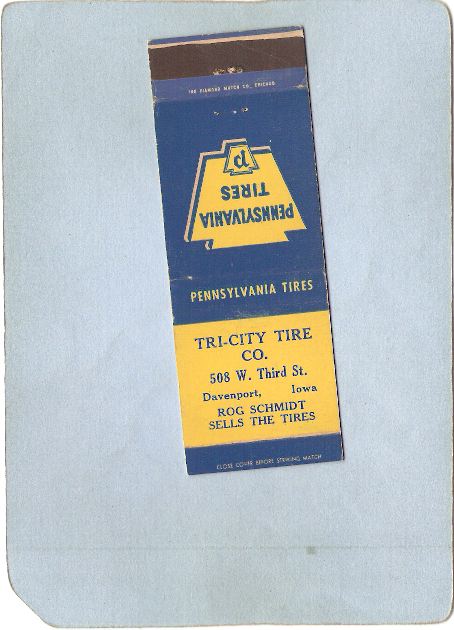 THE DIAMOND MATCH CO., CHICAGO
P
PENNSYLVANIA
TIRES
PENNSYLVANIA TIRES
TRI-CITY TIRE
CO.
508 W. Third St.
Davenport, Iowa
ROG SCHMIDT
SELLS THE TIRES
CLOSE COVER BEFORE STRIKING MATCH